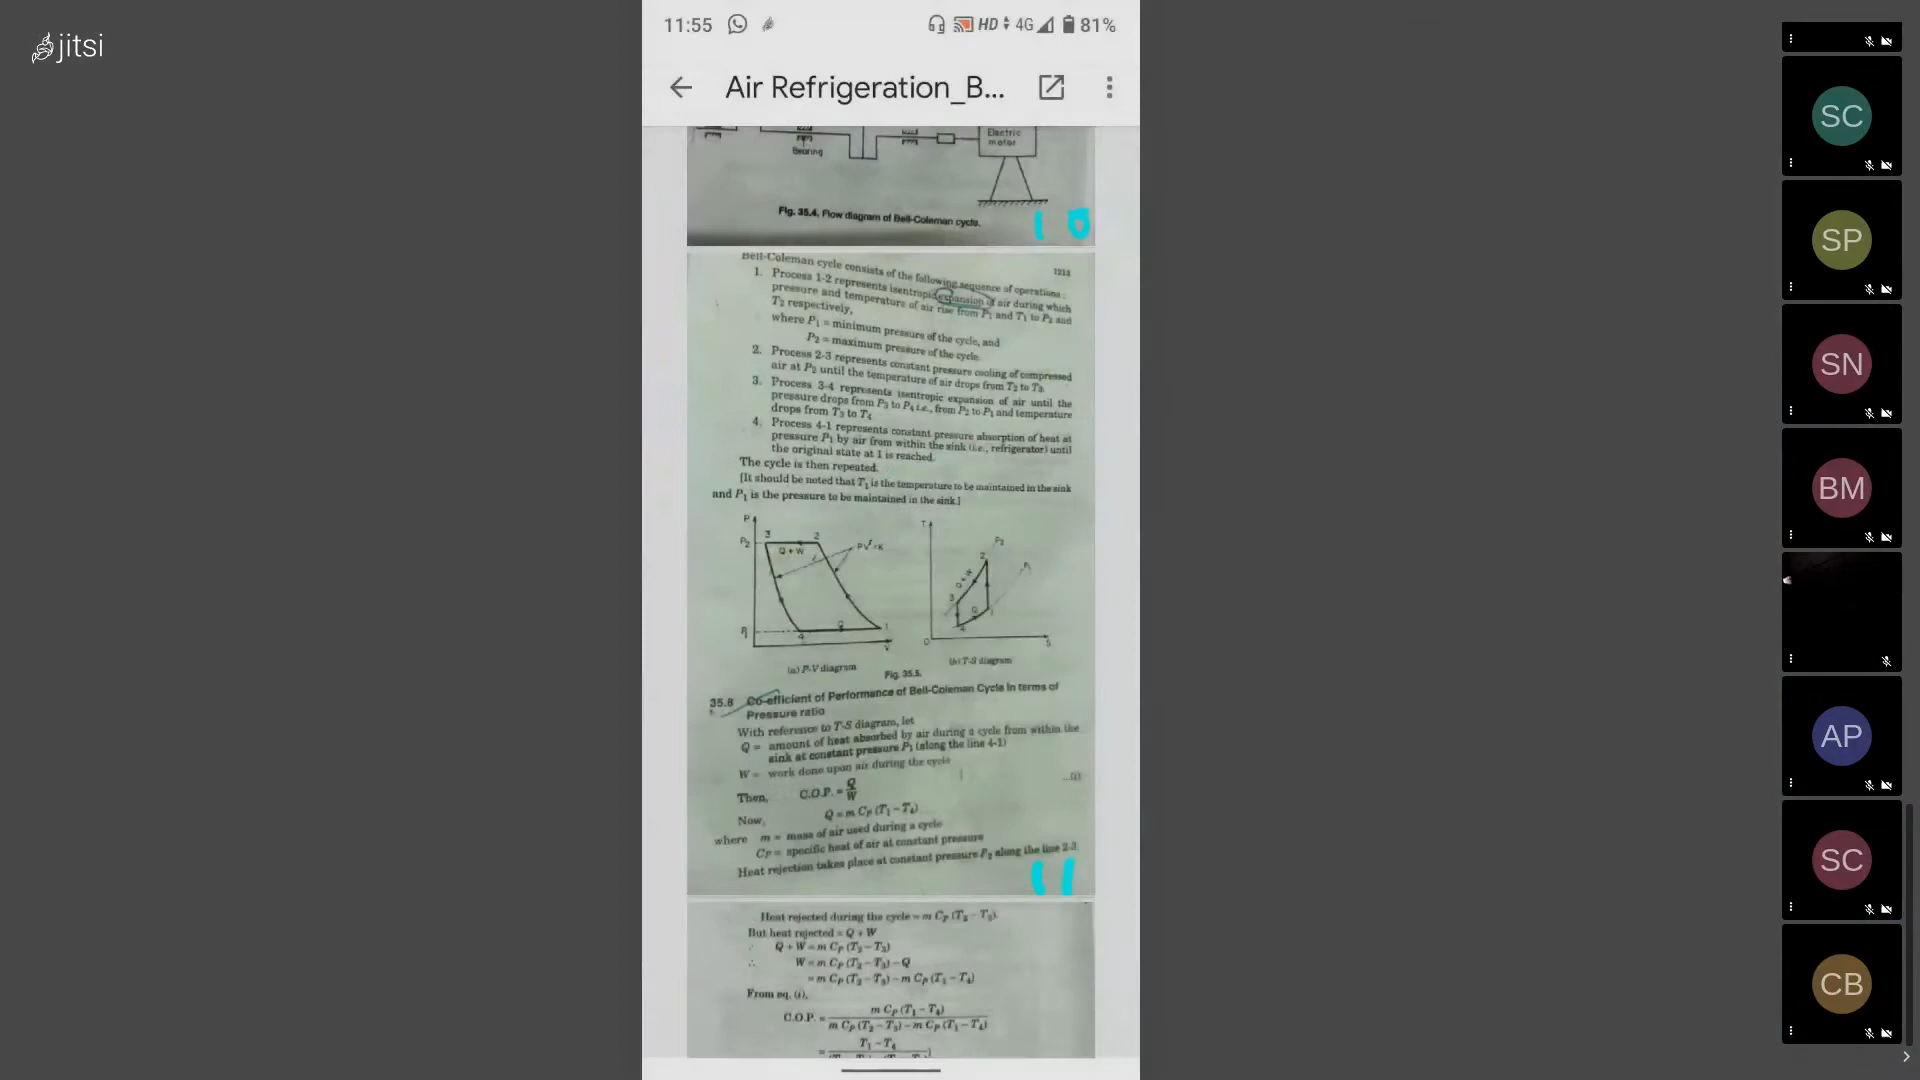 jitsi
11:55
HD 4G 81%
Air Refrigeration_B...
Electric
motor
Bearing
Fig. 35.4. Flow diagram of Bell-Coleman cycle.
10
Bell-Coleman cycle consists of the following sequence of operations :
1. Process 1-2 represents isentropic expansion of air during which
pressure and temperature of air rise from P1 and T1 to P2 and
T2 respectively,
where P1 = minimum pressure of the cycle, and
P2 = maximum pressure of the cycle.
2. Process 2-3 represents constant pressure cooling of compressed
air at P2 until the temperature of air drops from T2 to T3.
3. Process 3-4 represents isentropic expansion of air until the
pressure drops from P3 to P4 i.e., from P2 to P1 and temperature
drops from T3 to T4
4. Process 4-1 represents constant pressure absorption of heat at
pressure P1 by air from within the sink (i.e., refrigerator) until
the original state at 1 is reached.
The cycle is then repeated.
[It should be noted that T1 is the temperature to be maintained in the sink
and P1 is the pressure to be maintained in the sink.]
P
P2
3
2
Q + W
4
Q
1
V
T
P2
2
Q + W
3
Q
4
O
S
(a) P-V diagram
(b) T-S diagram
Fig. 35.5.
35.8 Co-efficient of Performance of Bell-Coleman Cycle in terms of
Pressure ratio
With reference to T-S diagram, let
Q = amount of heat absorbed by air during a cycle from within the
sink at constant pressure P1 (along the line 4-1)
W = work done upon air during the cycle
Then, C.O.P. = Q/W ...(i)
Now, Q = m CP (T1 – T4)
where m = mass of air used during a cycle
CP = specific heat of air at constant pressure
Heat rejection takes place at constant pressure P2 along the line 2-3
11
Heat rejected during the cycle = m CP (T2 – T3).
But heat rejected = Q + W
∴ Q + W = m CP (T2 – T3)
∴ W = m CP (T2 – T3) – Q
= m CP (T2 – T3) – m CP (T1 – T4)
From eq. (i),
C.O.P. = m CP (T1 – T4) / m CP (T2 – T3) – m CP (T1 – T4)
= T1 – T4
SC
SP
SN
BM
AP
SC
CB